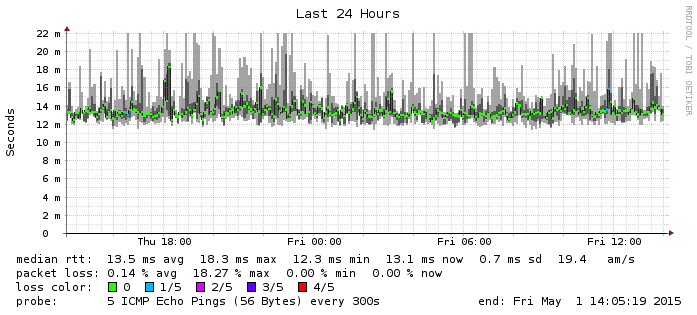 Last 24 Hours
RRDTOOL / TOBI OETIKER
Seconds
22 m
20 m
18 m
16 m
14 m
12 m
10 m
8 m
6 m
4 m
2 m
0
Thu 18:00 Fri 00:00 Fri 06:00 Fri 12:00
median rtt: 13.5 ms avg 18.3 ms max 12.3 ms min 13.1 ms now 0.7 ms sd 19.4 am/s
packet loss: 0.14 % avg 18.27 % max 0.00 % min 0.00 % now
loss color: 0 1/5 2/5 3/5 4/5
probe: 5 ICMP Echo Pings (56 Bytes) every 300s end: Fri May 1 14:05:19 2015